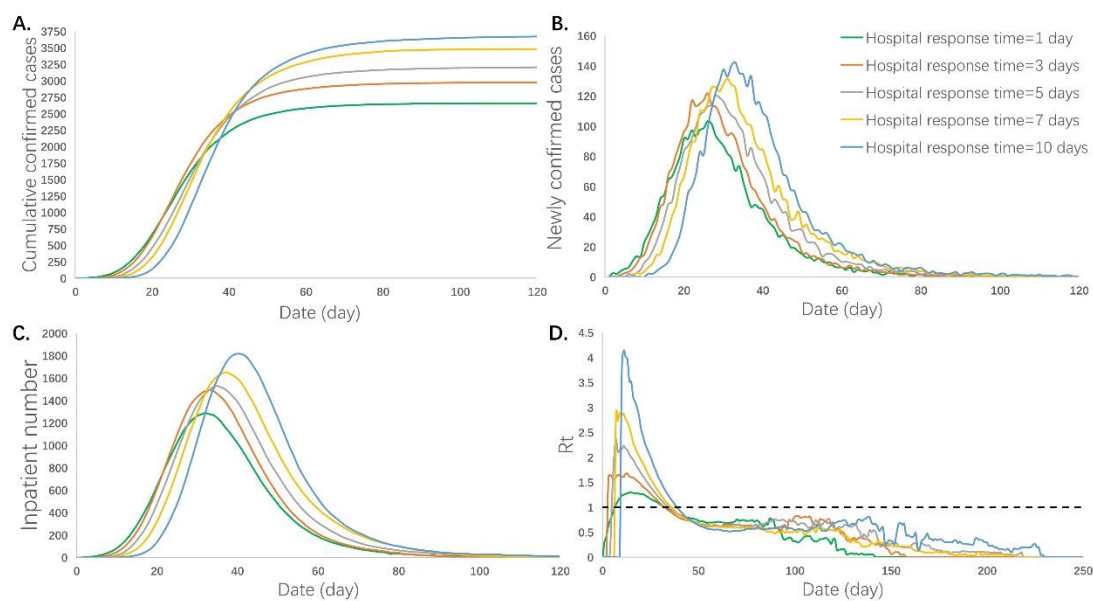 A.
3750
3500
3250
3000
2750
2500
2250
2000
1750
1500
1250
1000
750
500
250
0
Cumulative confirmed cases
0 20 40 60 80 100 120
Date (day)
B.
160
140
120
100
80
60
40
20
0
Newly confirmed cases
Hospital response time=1 day
Hospital response time=3 days
Hospital response time=5 days
Hospital response time=7 days
Hospital response time=10 days
0 20 40 60 80 100 120
Date (day)
C.
2000
1800
1600
1400
1200
1000
800
600
400
200
0
Inpatient number
0 20 40 60 80 100 120
Date (day)
D.
4.5
4
3.5
3
2.5
2
1.5
1
0.5
0
Rt
0 50 100 150 200 250
Date (day)